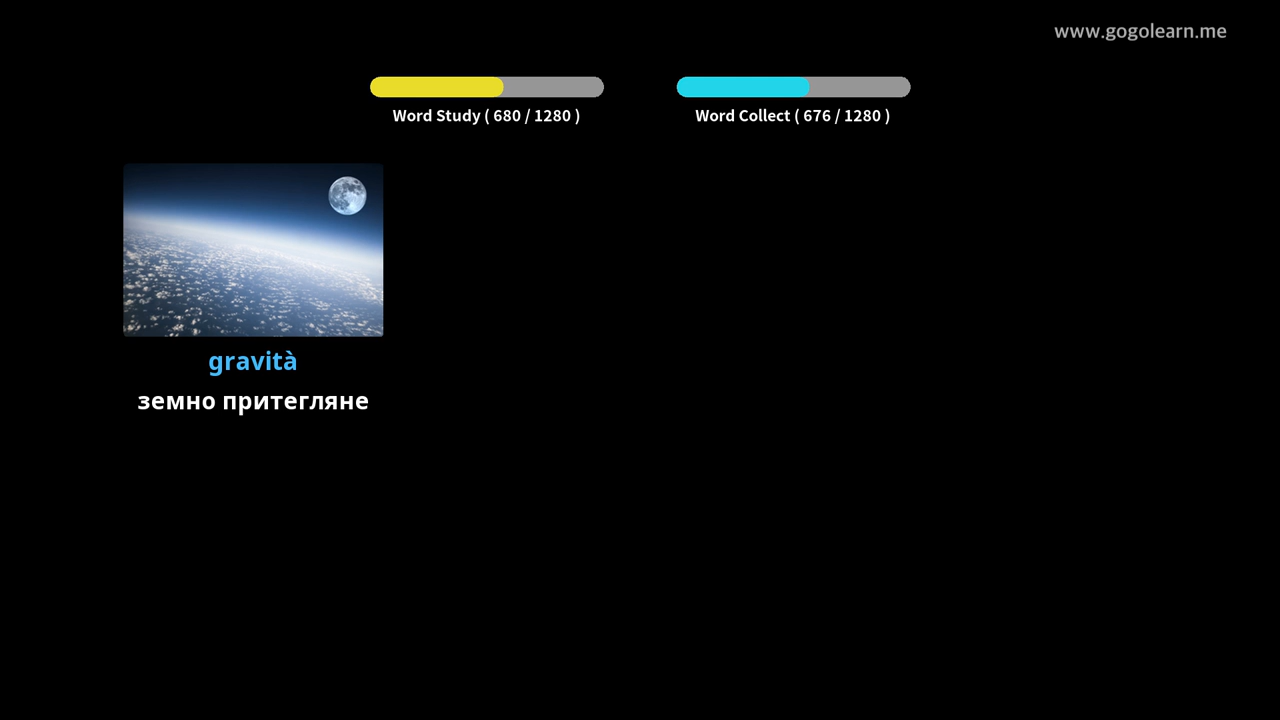 www.gogolearn.me
Word Study ( 680 / 1280 )
Word Collect ( 676 / 1280 )
gravità
земно притегляне